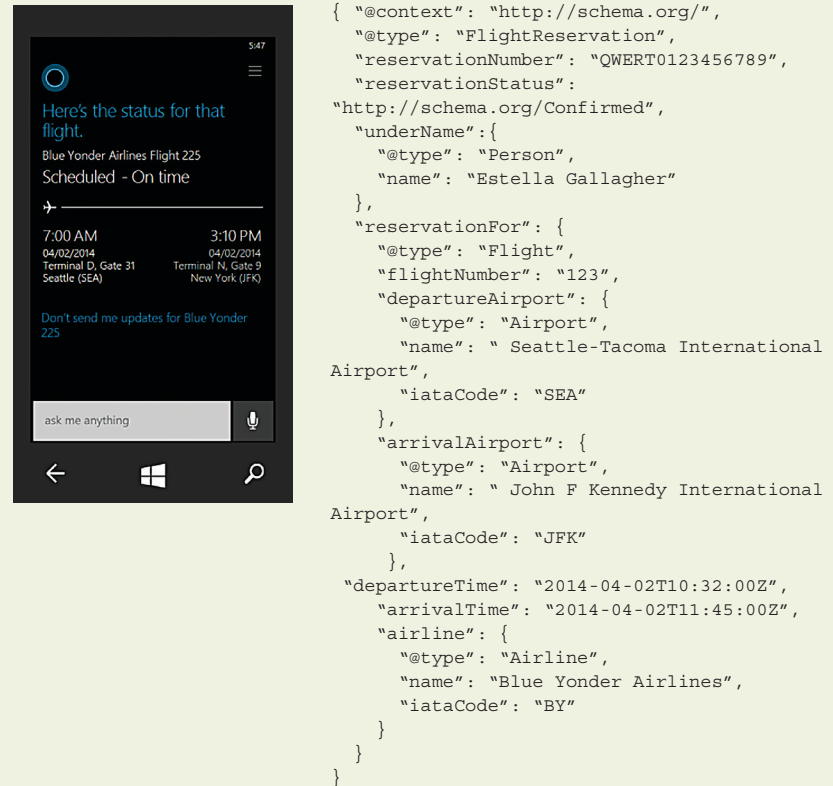 5:47
Here's the status for that
flight.
Blue Yonder Airlines Flight 225
Scheduled - On time
7:00 AM 3:10 PM
04/02/2014 04/02/2014
Terminal D, Gate 31 Terminal N, Gate 9
Seattle (SEA) New York (JFK)
Don't send me updates for Blue Yonder
225
ask me anything
{ “@context”: “http://schema.org/”,
“@type”: “FlightReservation”,
“reservationNumber”: “QWERT0123456789”,
“reservationStatus”:
“http://schema.org/Confirmed”,
“underName”:{
“@type”: “Person”,
“name”: “Estella Gallagher”
},
“reservationFor”: {
“@type”: “Flight”,
“flightNumber”: “123”,
“departureAirport”: {
“@type”: “Airport”,
“name”: “ Seattle-Tacoma International
Airport”,
“iataCode”: “SEA”
},
“arrivalAirport”: {
“@type”: “Airport”,
“name”: “ John F Kennedy International
Airport”,
“iataCode”: “JFK”
},
“departureTime”: “2014-04-02T10:32:00Z”,
“arrivalTime”: “2014-04-02T11:45:00Z”,
“airline”: {
“@type”: “Airline”,
“name”: “Blue Yonder Airlines”,
“iataCode”: “BY”
}
}
}